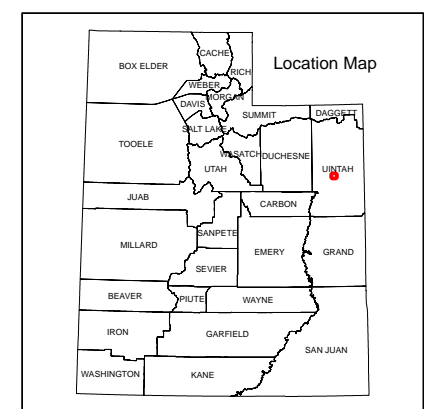 Location Map
CACHE
BOX ELDER
RICH
WEBER
MORGAN
DAVIS
DAGGETT
SUMMIT
SALT LAKE
TOOELE
WASATCH
DUCHESNE
UTAH
UINTAH
JUAB
CARBON
SANPETE
MILLARD
EMERY
GRAND
SEVIER
BEAVER
PIUTE
WAYNE
IRON
GARFIELD
SAN JUAN
WASHINGTON
KANE